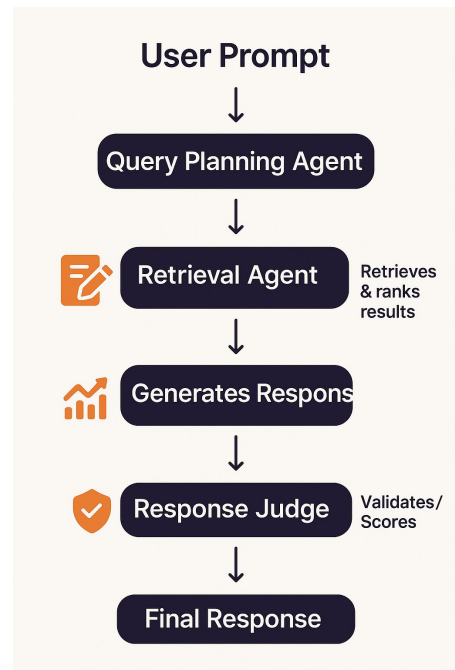 User Prompt
Query Planning Agent
Retrieval Agent
Retrieves
& ranks
results
Generates Respons
Response Judge
Validates/
Scores
Final Response